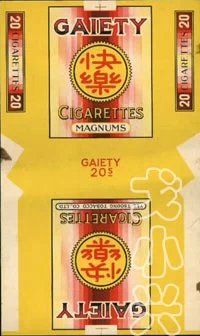 GAIETY
快樂
CIGARETTES
MAGNUMS
20 CIGARETTES 20
20 CIGARETTES 20
GAIETY
20S
TSOONG TOBACCO CO., LTD.
CIGARETTES
快樂
GAIETY